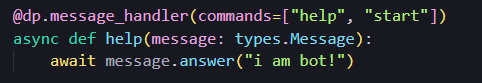 @dp.message_handler(commands=["help", "start"])
async def help(message: types.Message):
    await message.answer("i am bot!")